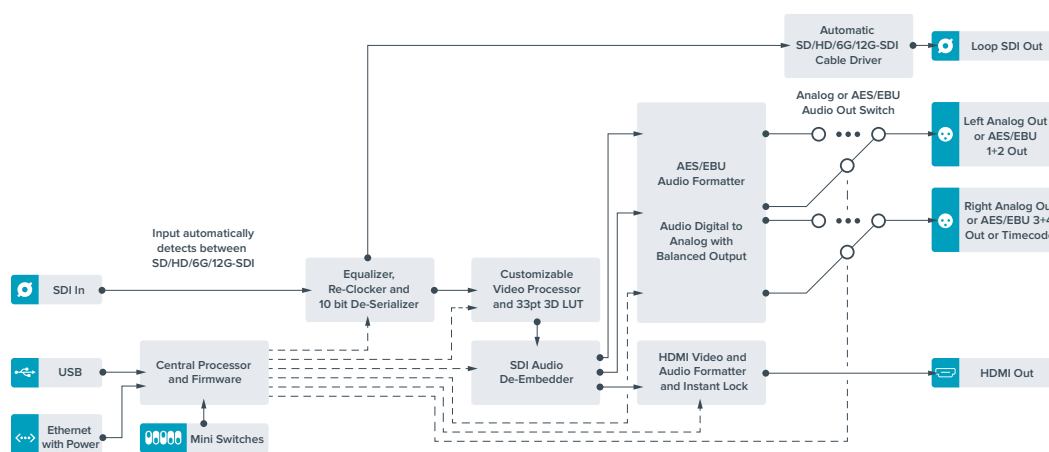 Automatic
SD/HD/6G/12G-SDI
Cable Driver
Loop SDI Out
Analog or AES/EBU
Audio Out Switch
Left Analog Out
or AES/EBU
1+2 Out
AES/EBU
Audio Formatter
Right Analog
or AES/EBU
Out or Timecode
Audio Digital to
Analog with
Balanced Output
Input automatically
detects between
SD/HD/6G/12G-SDI
SDI In
Equalizer,
Re-Clocker and
10 bit De-Serializer
Customizable
Video Processor
and 33pt 3D LUT
USB
Central Processor
and Firmware
SDI Audio
De-Embedder
HDMI Video and
Audio Formatter
and Instant Lock
HDMI Out
Ethernet
with Power
Mini Switches